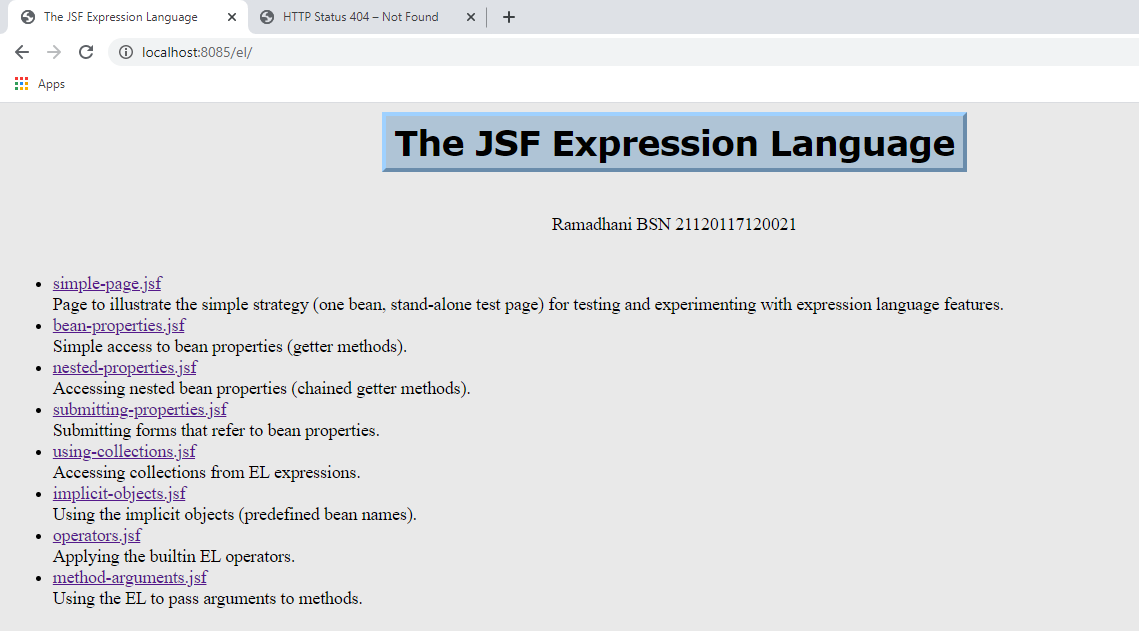 The JSF Expression Language
HTTP Status 404 – Not Found
localhost:8085/el/
Apps
The JSF Expression Language
Ramadhani BSN 21120117120021
simple-page.jsf
Page to illustrate the simple strategy (one bean, stand-alone test page) for testing and experimenting with expression language features.
bean-properties.jsf
Simple access to bean properties (getter methods).
nested-properties.jsf
Accessing nested bean properties (chained getter methods).
submitting-properties.jsf
Submitting forms that refer to bean properties.
using-collections.jsf
Accessing collections from EL expressions.
implicit-objects.jsf
Using the implicit objects (predefined bean names).
operators.jsf
Applying the builtin EL operators.
method-arguments.jsf
Using the EL to pass arguments to methods.